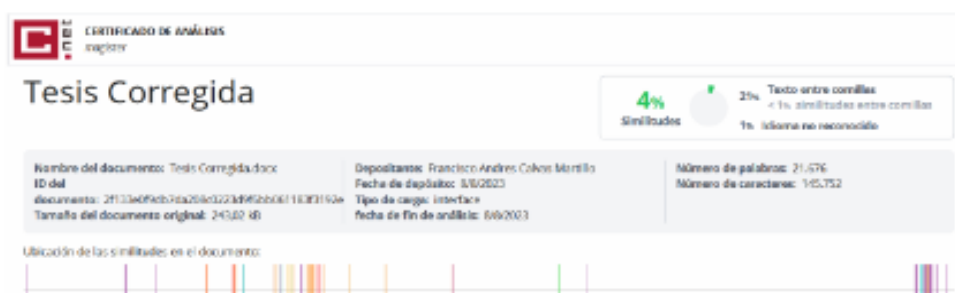 CERTIFICADO DE ANÁLISIS
magister
Tesis Corregida
4%
Similitudes
2% Texto entre comillas
< 1% similitudes entre comillas
1% Idioma no reconocido
Nombre del documento: Tesis Corregida.docx
ID del
documento:
Tamaño del documento original: 243,02 kB
Depositante: Francisco Andres
Fecha de depósito: 8/8/2023
Tipo de carga: interface
fecha de fin de análisis: 8/8/2023
Número de palabras: 21.676
Número de caracteres: 145.752
Ubicación de las similitudes en el documento: